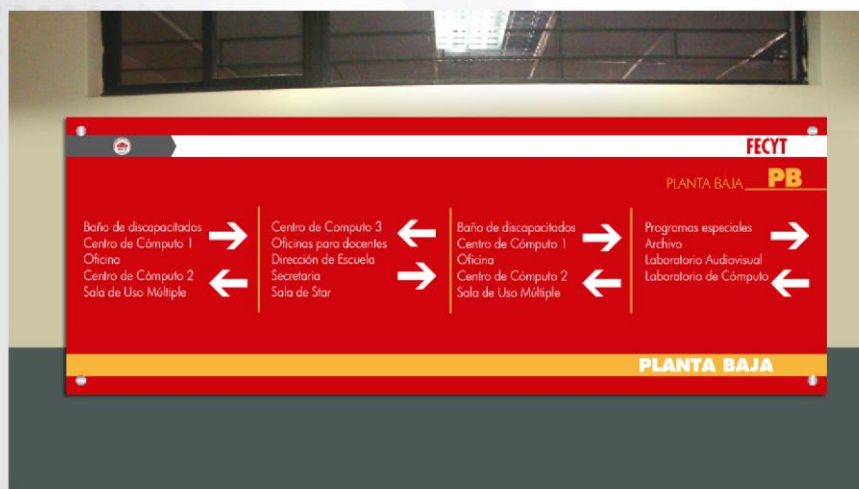 FECYT
PLANTA BAJA PB
Baño de discapacitados
Centro de Cómputo 1
Oficina
Centro de Cómputo 2
Sala de Uso Múltiple
Centro de Computo 3
Oficinas para docentes
Dirección de Escuela
Secretaria
Sala de Star
Baño de discapacitados
Centro de Cómputo 1
Oficina
Centro de Cómputo 2
Sala de Uso Múltiple
Programas especiales
Archivo
Laboratorio Audiovisual
Laboratorio de Cómputo
PLANTA BAJA